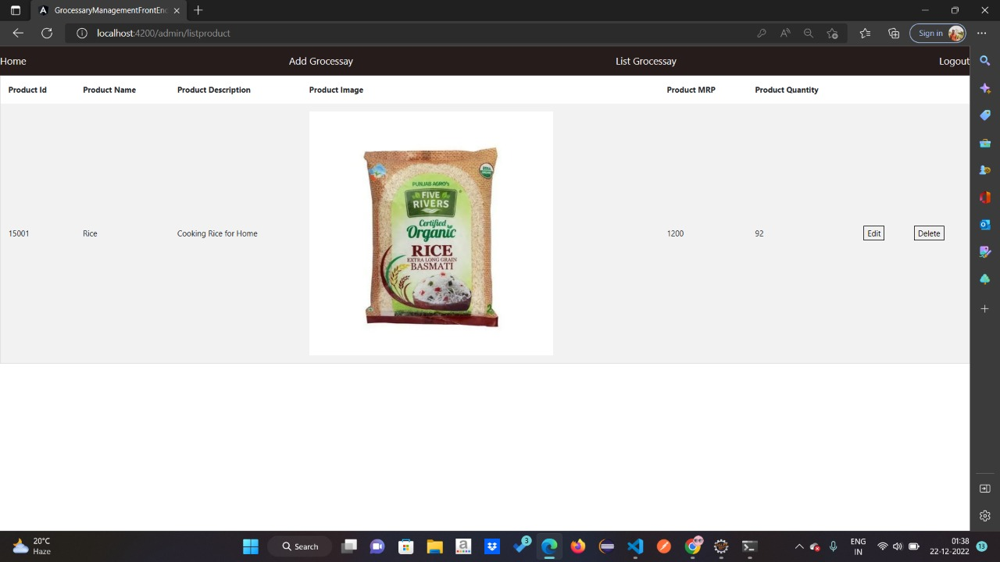 GrocessaryManagementFrontEn
localhost:4200/admin/listproduct
Sign in
Home Add Grocessay List Grocessay Logout
Product Id Product Name Product Description Product Image Product MRP Product Quantity
USDA
ORGANIC
PUNJAB AGRO's
FIVE
RIVERS
Certified
Organic
RICE
EXTRA LONG GRAIN
BASMATI
15001 Rice Cooking Rice for Home 1200 92 Edit Delete
20°C
Haze
Search
a
3
ENG
IN
01:38
22-12-2022
13